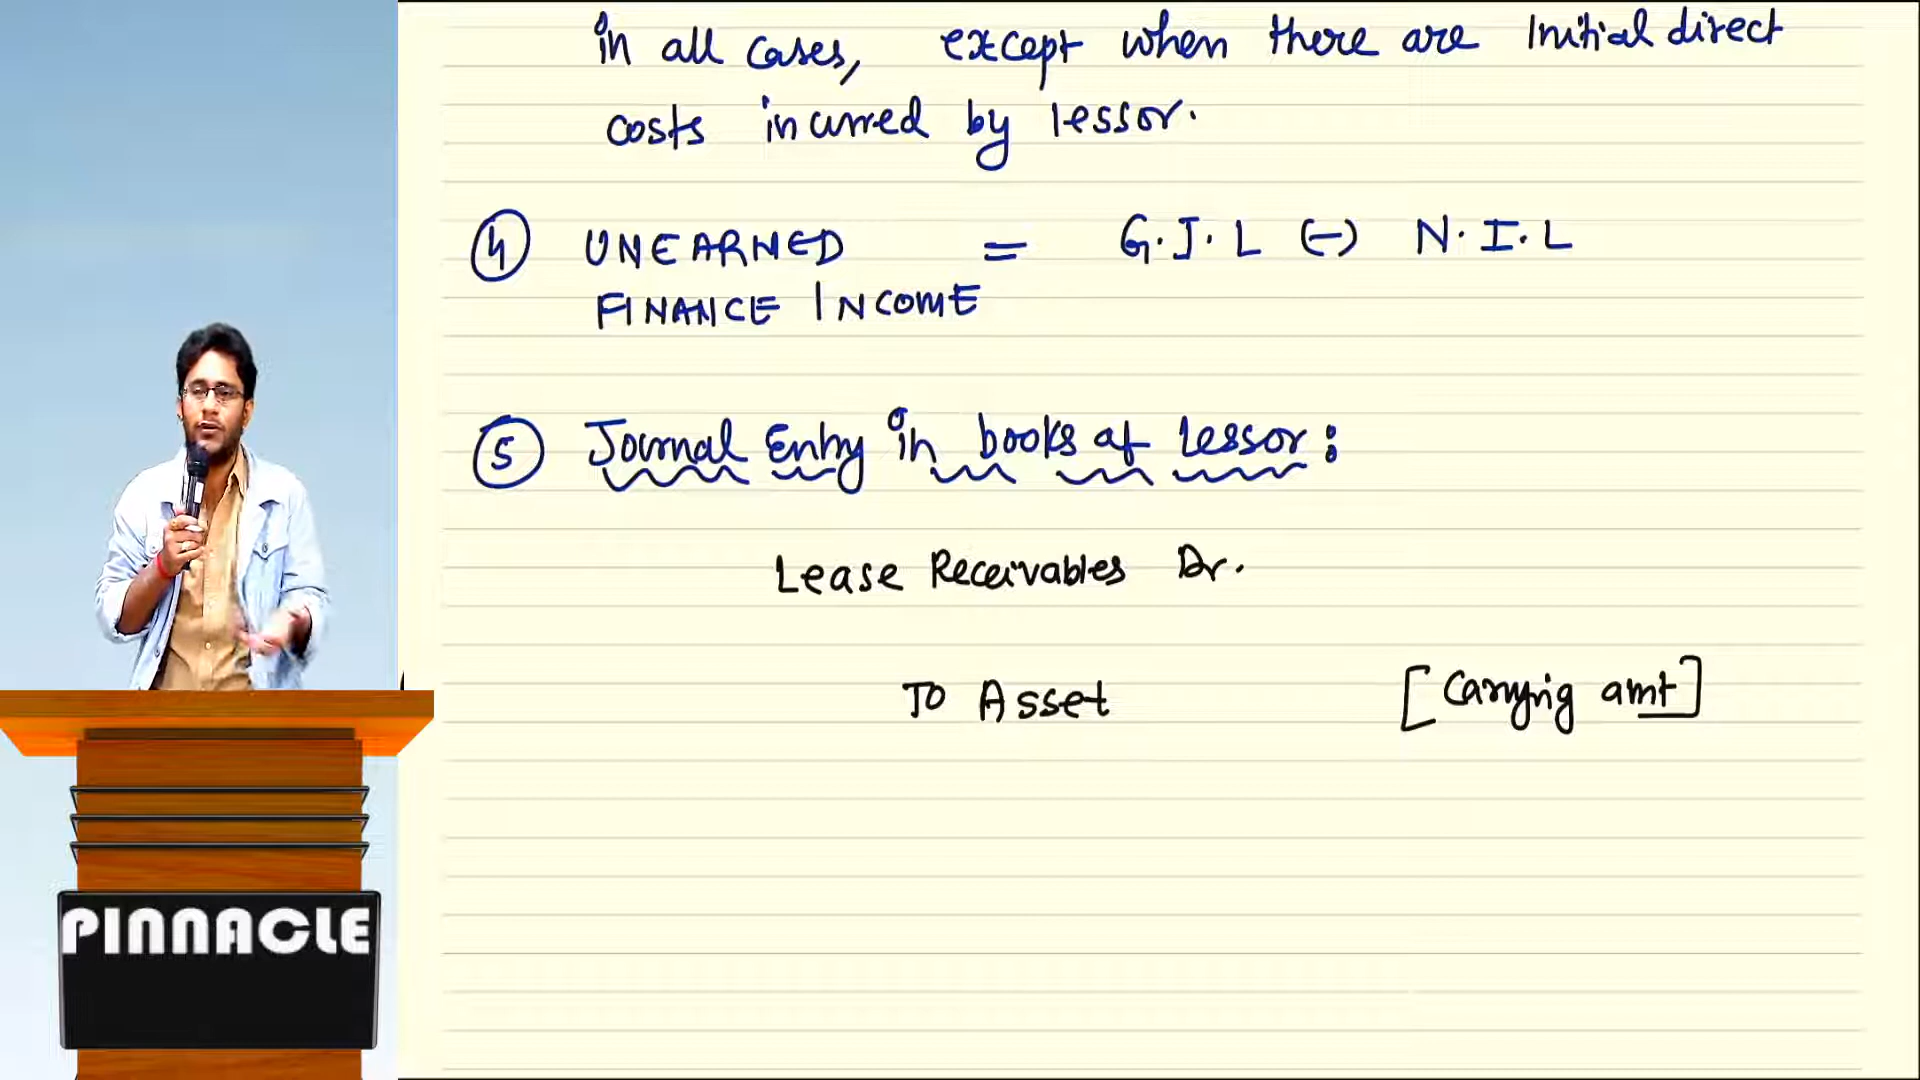 in all cases, except when there are Initial direct
costs incurred by lessor.
④ UNEARNED = G.I.L (-) N.I.L
FINANCE INCOME
⑤ Journal Entry in books of lessor:
Lease Receivables Dr.
To Asset [Carrying amt]
PINNACLE